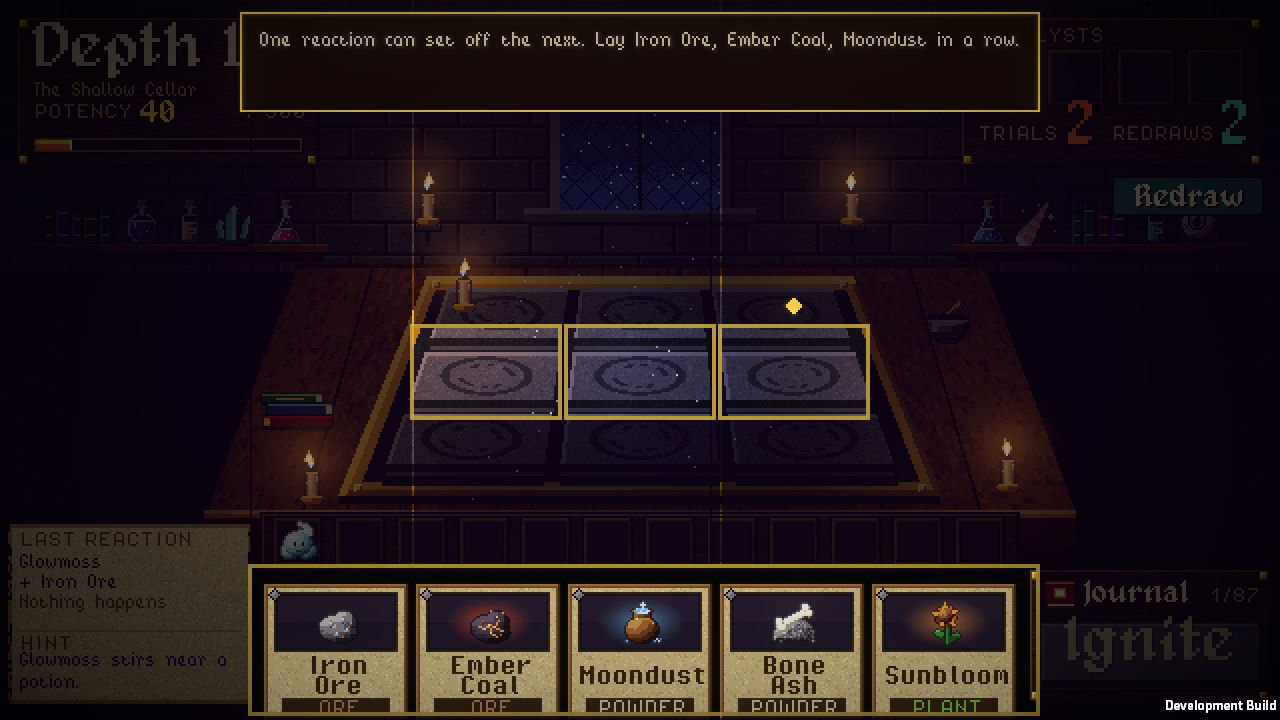 One reaction can set off the next. Lay Iron Ore, Ember Coal, Moondust in a row.
Depth
The Shallow Cellar
POTENCY 40
TRIALS 2 REDRAWS 2
Redraw
LAST REACTION
Glowmoss
+ Iron Ore
Nothing happens
HINT
Glowmoss stirs near a
potion.
Iron
Ore
ORE
Ember
Coal
ORE
Moondust
POWDER
Bone
Ash
POWDER
Sunbloom
PLANT
Journal 1/87
Ignite
Development Build